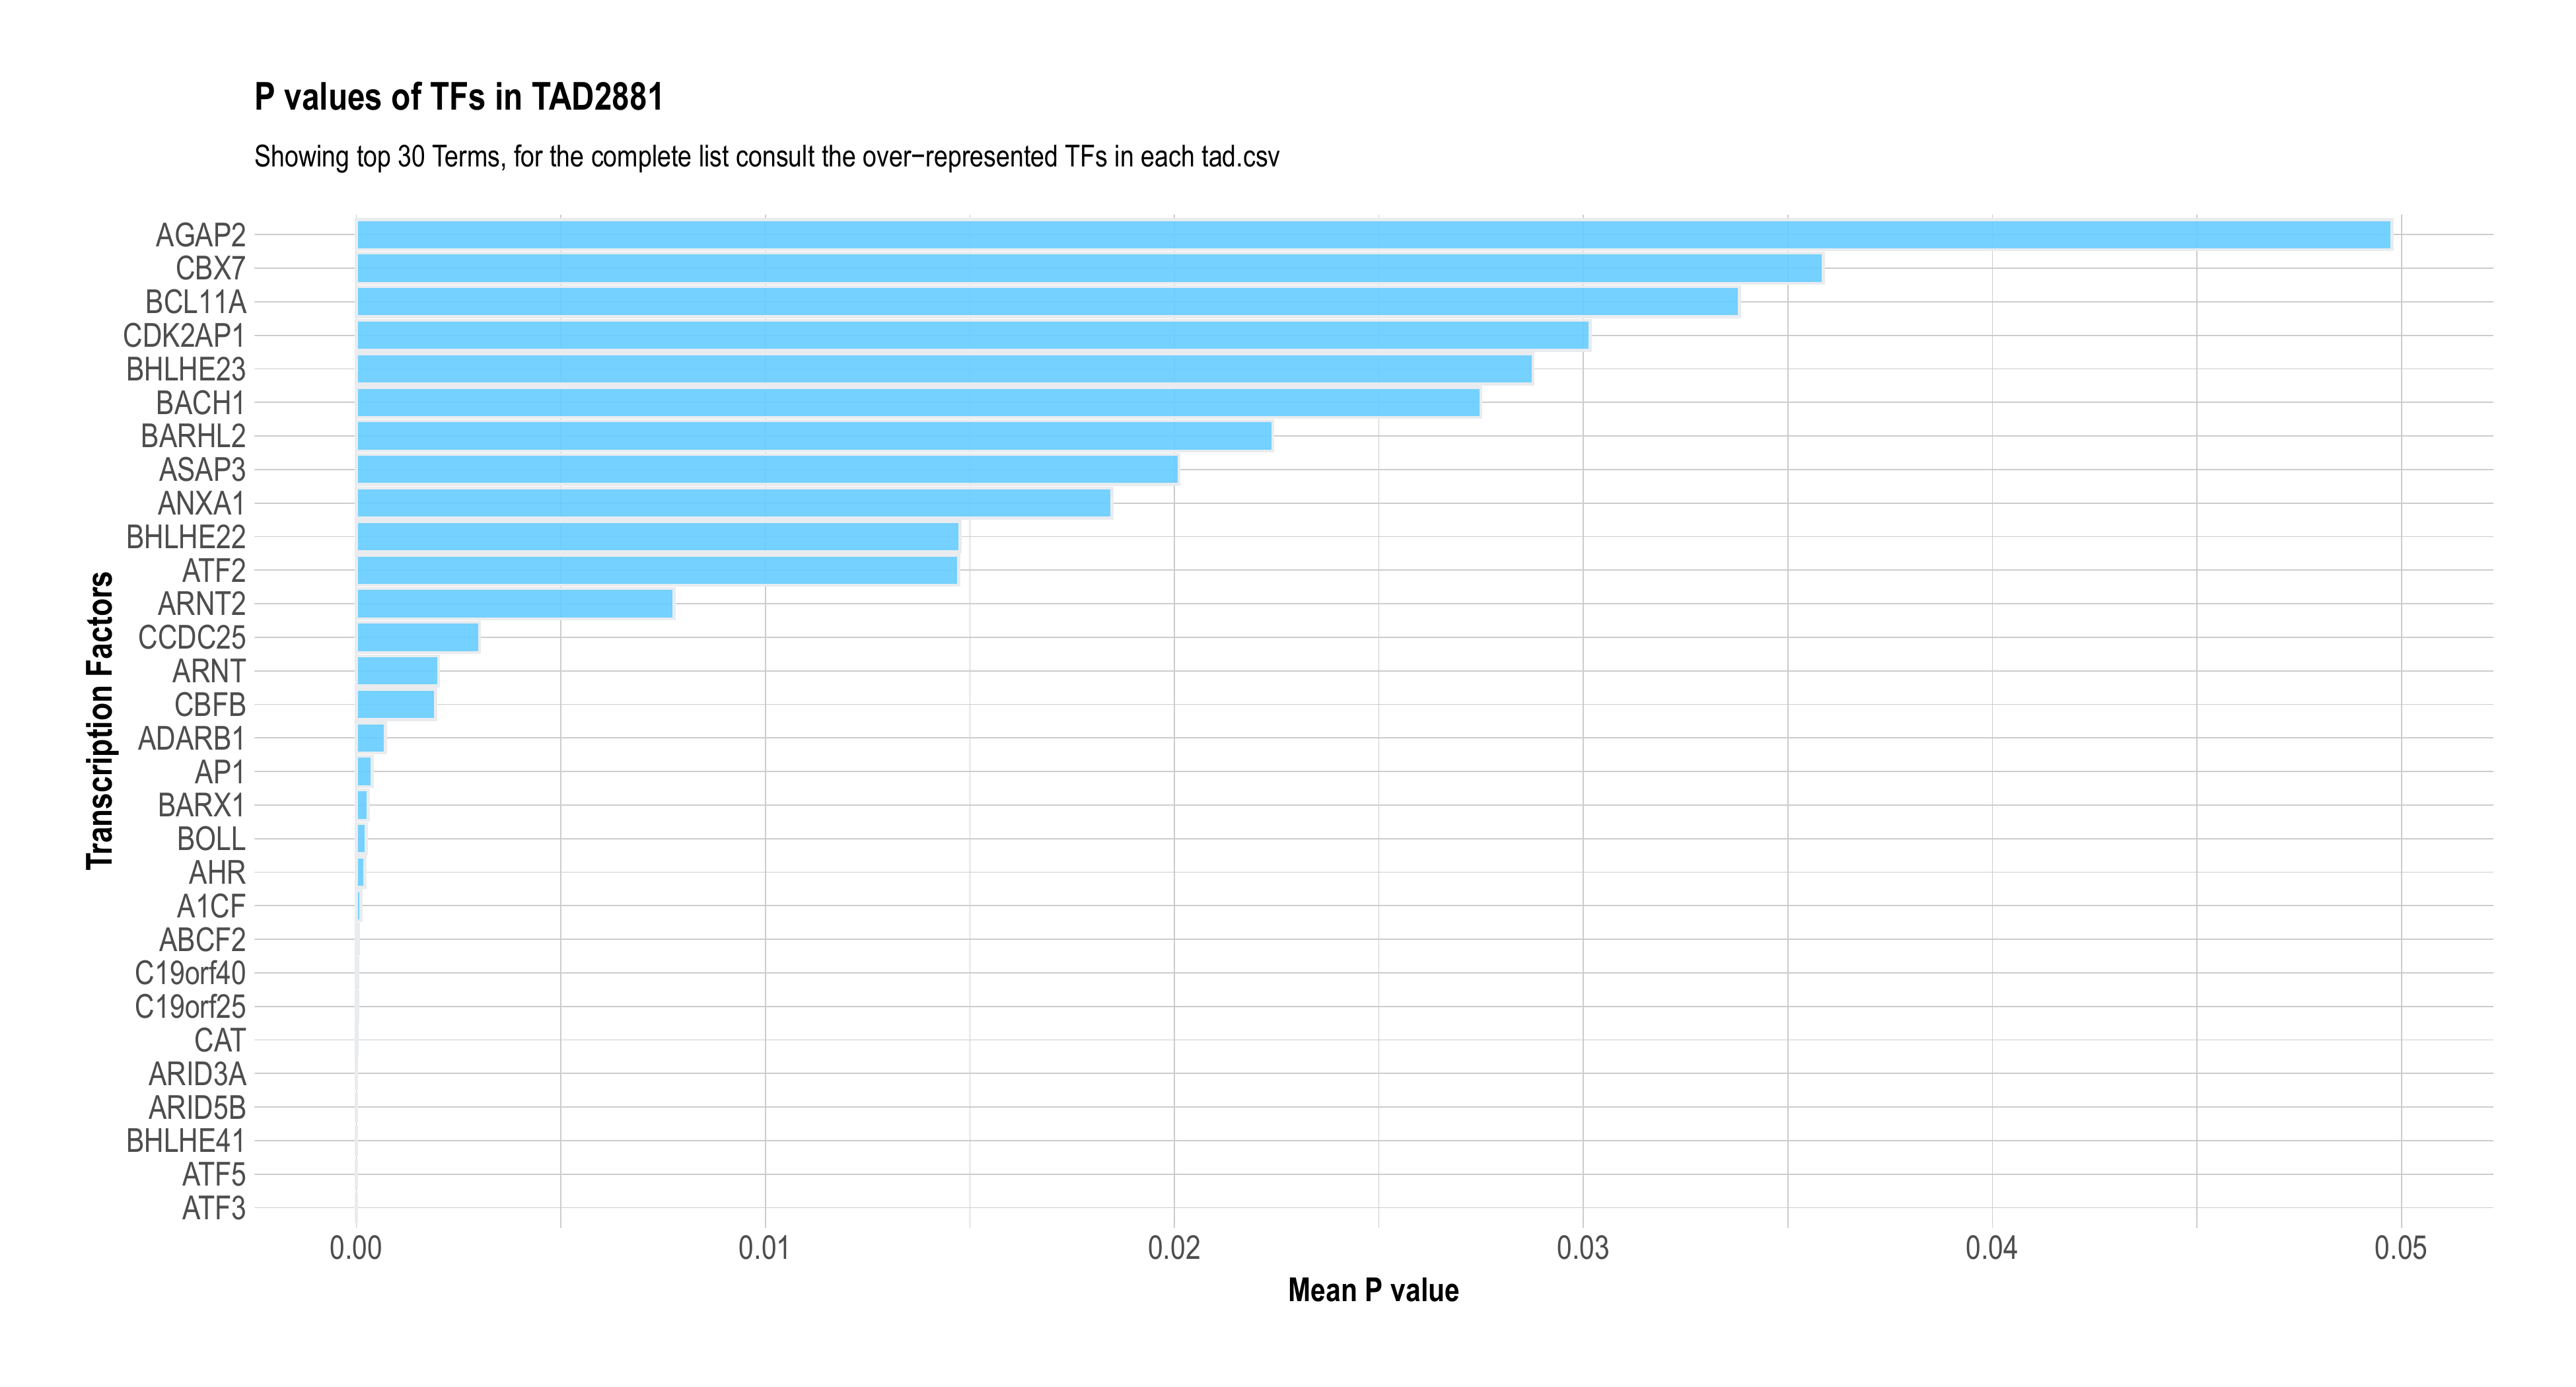 P values of TFs in TAD2881
Showing top 30 Terms, for the complete list consult the over−represented TFs in each tad.csv
Transcription Factors
AGAP2
CBX7
BCL11A
CDK2AP1
BHLHE23
BACH1
BARHL2
ASAP3
ANXA1
BHLHE22
ATF2
ARNT2
CCDC25
ARNT
CBFB
ADARB1
AP1
BARX1
BOLL
AHR
A1CF
ABCF2
C19orf40
C19orf25
CAT
ARID3A
ARID5B
BHLHE41
ATF5
ATF3
0.00 0.01 0.02 0.03 0.04 0.05
Mean P value